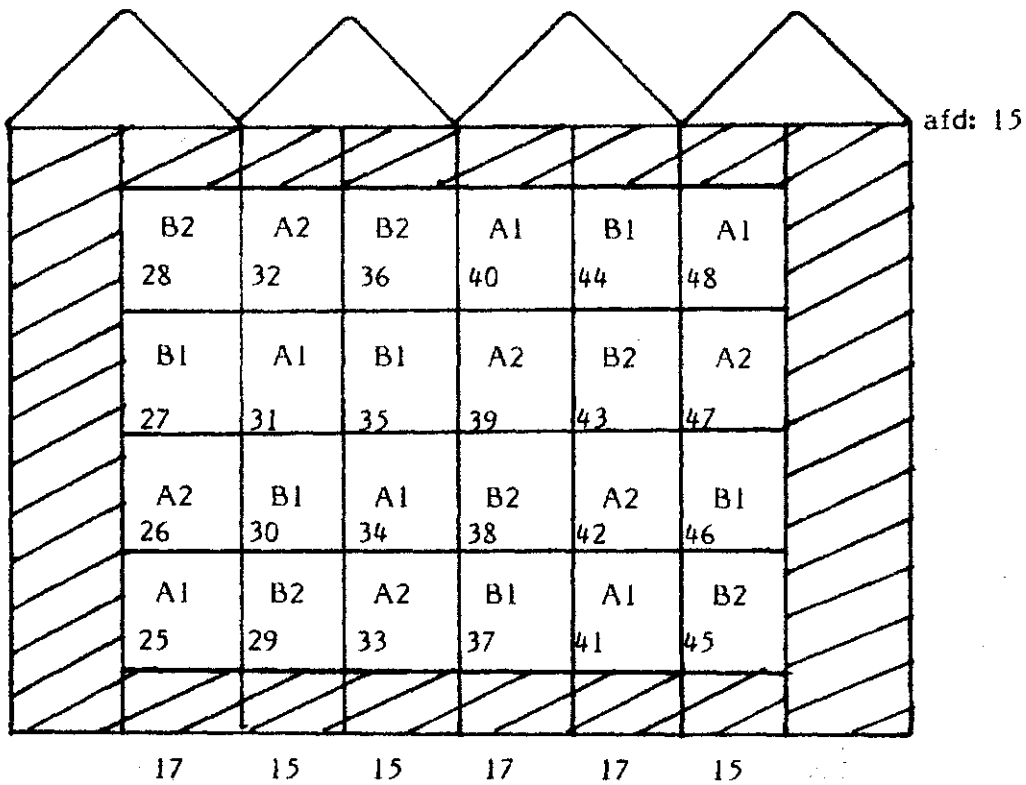 afd: 15
B2 A2 B2 A1 B1 A1
28 32 36 40 44 48
B1 A1 B1 A2 B2 A2
27 31 35 39 43 47
A2 B1 A1 B2 A2 B1
26 30 34 38 42 46
A1 B2 A2 B1 A1 B2
25 29 33 37 41 45
17 15 15 17 17 15